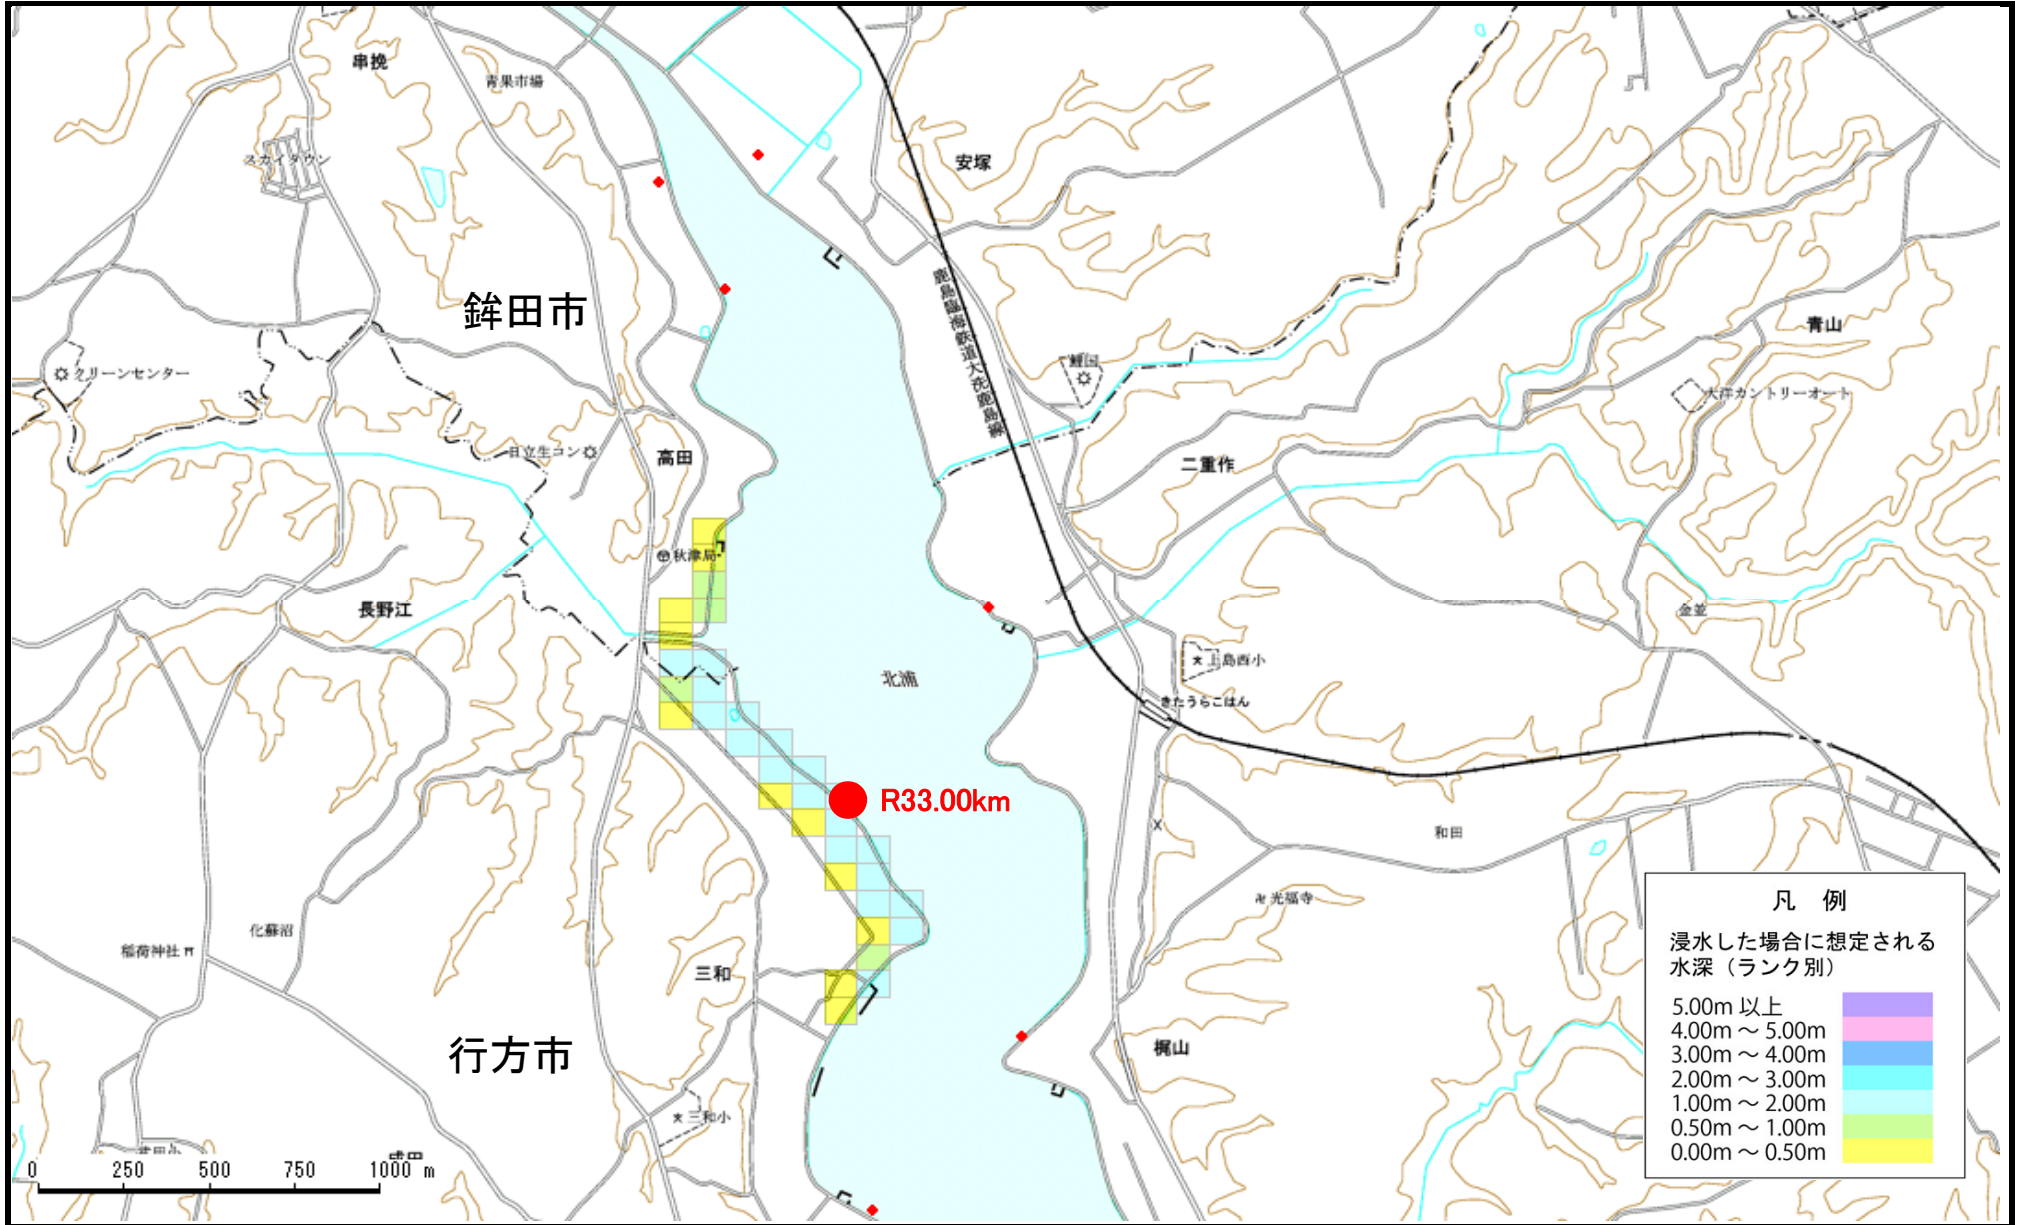 串挽
青果市場
スカイタウン
安塚
鉾田市
鹿島臨海鉄道大洗鹿島線
青山
鯉国
クリーンセンター
大洋カントリーオート
日立生コン
高田
二重作
秋津局
長野江
金並
北浦
上島西小
きたうらこはん
R33.00km
和田
光福寺
化蘇沼
稲荷神社
三和
行方市
梶山
三和小
凡 例
浸水した場合に想定される
水深（ランク別）
5.00m 以上
4.00m ～ 5.00m
3.00m ～ 4.00m
2.00m ～ 3.00m
1.00m ～ 2.00m
0.50m ～ 1.00m
0.00m ～ 0.50m
0 250 500 750 1000 m